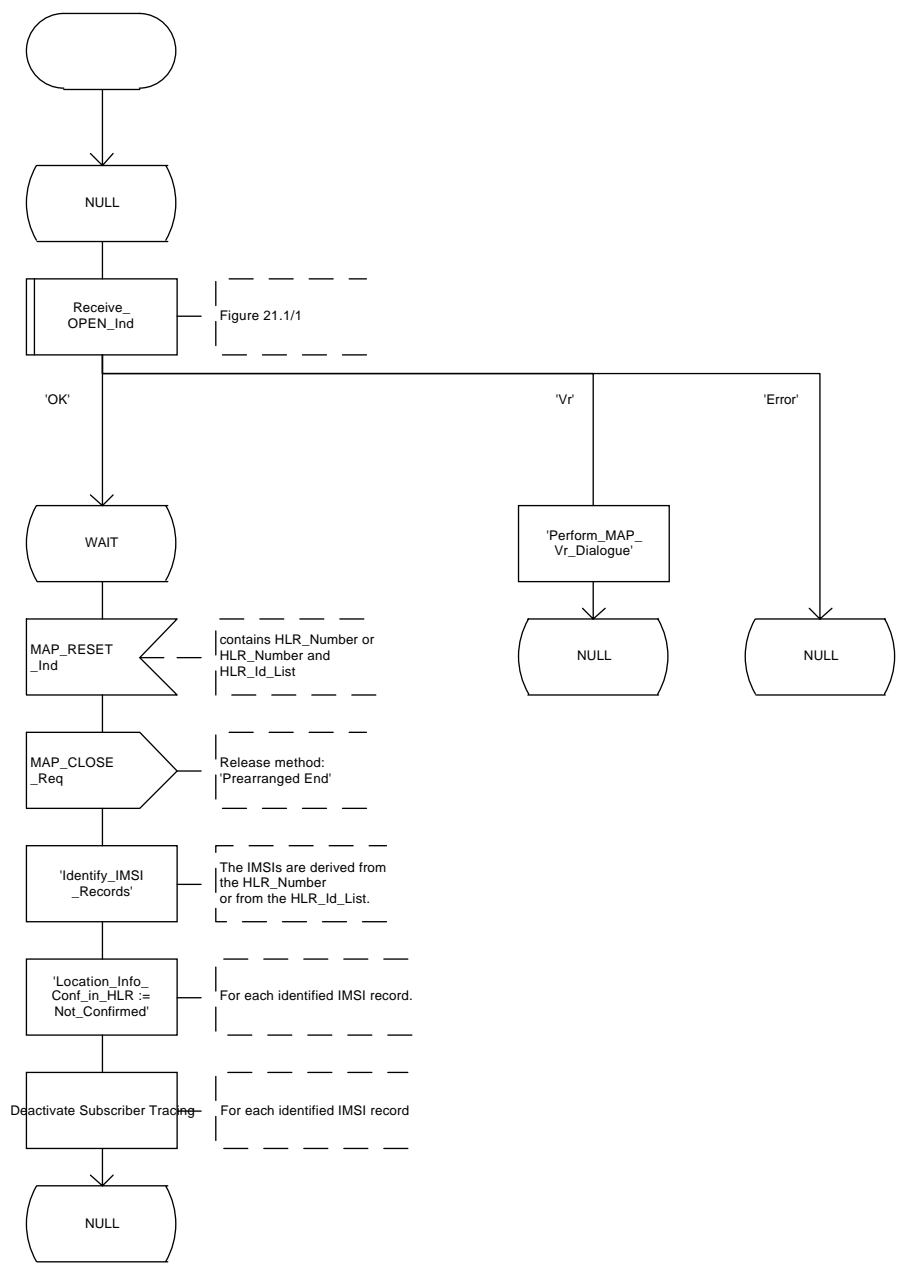 NULL
Receive_
OPEN_Ind
Figure 21.1/1
'OK'
'Vr'
'Error'
WAIT
'Perform_MAP_
Vr_Dialogue'
MAP_RESET
_Ind
contains HLR_Number or
HLR_Number and
HLR_Id_List
NULL
NULL
MAP_CLOSE
_Req
Release method:
'Prearranged End'
'Identify_IMSI
_Records'
The IMSIs are derived from
the HLR_Number
or from the HLR_Id_List.
'Location_Info_
Conf_in_HLR :=
Not_Confirmed'
For each identified IMSI record.
Deactivate Subscriber Tracing
For each identified IMSI record
NULL